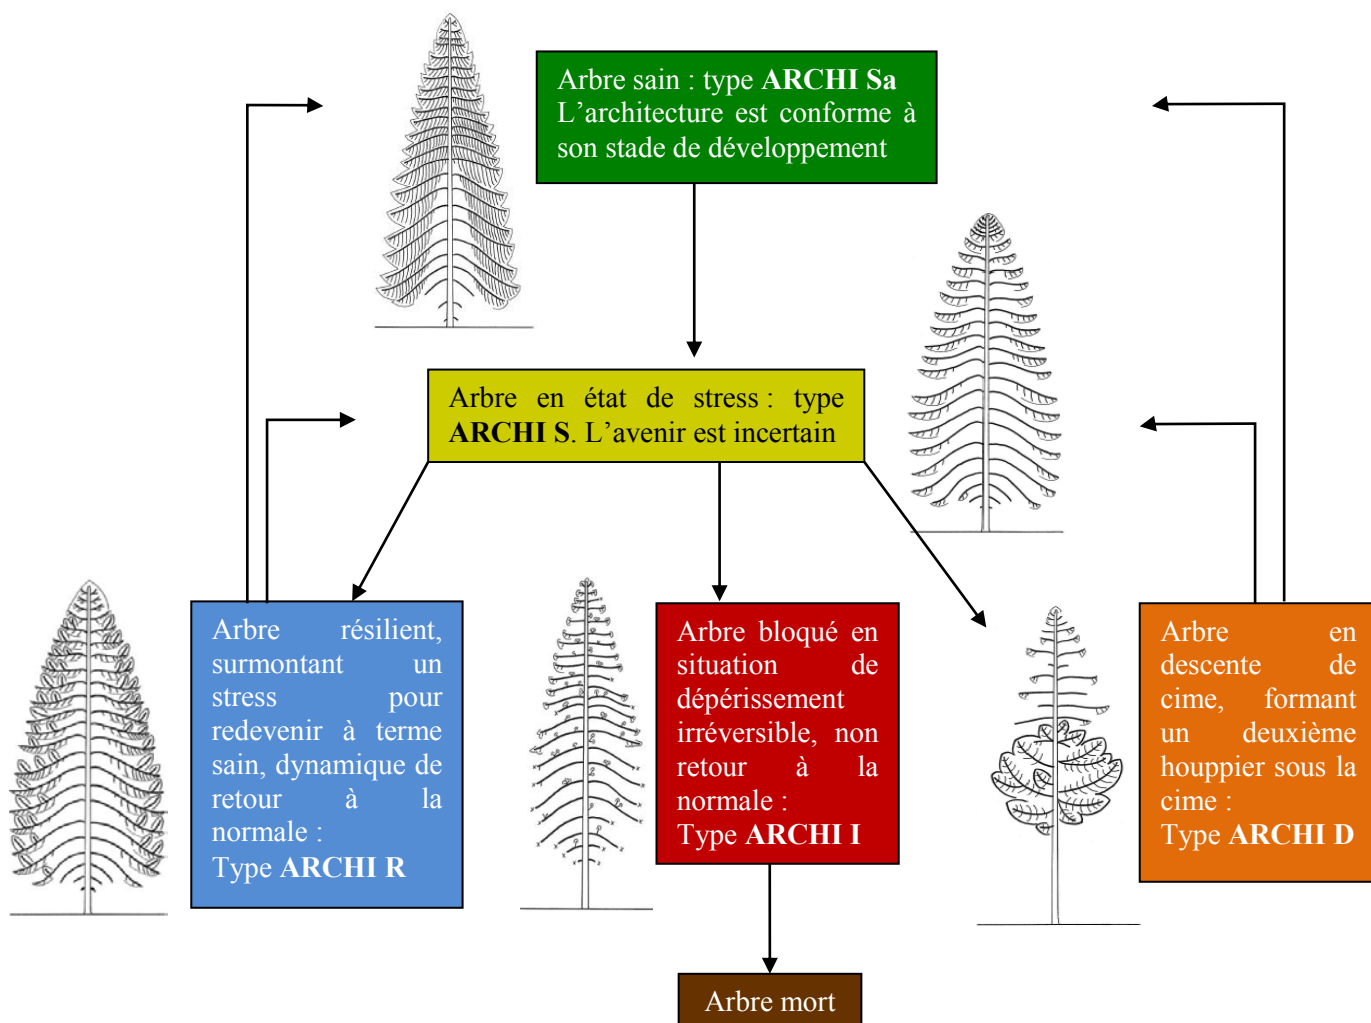 Arbre sain : type ARCHI Sa
L’architecture est conforme à
son stade de développement
Arbre en état de stress : type
ARCHI S. L’avenir est incertain
Arbre résilient,
surmontant un
stress pour
redevenir à terme
sain, dynamique de
retour à la
normale :
Type ARCHI R
Arbre bloqué en
situation de
dépérissement
irréversible, non
retour à la
normale :
Type ARCHI I
Arbre en
descente de
cime, formant
un deuxième
houppier sous la
cime :
Type ARCHI D
Arbre mort